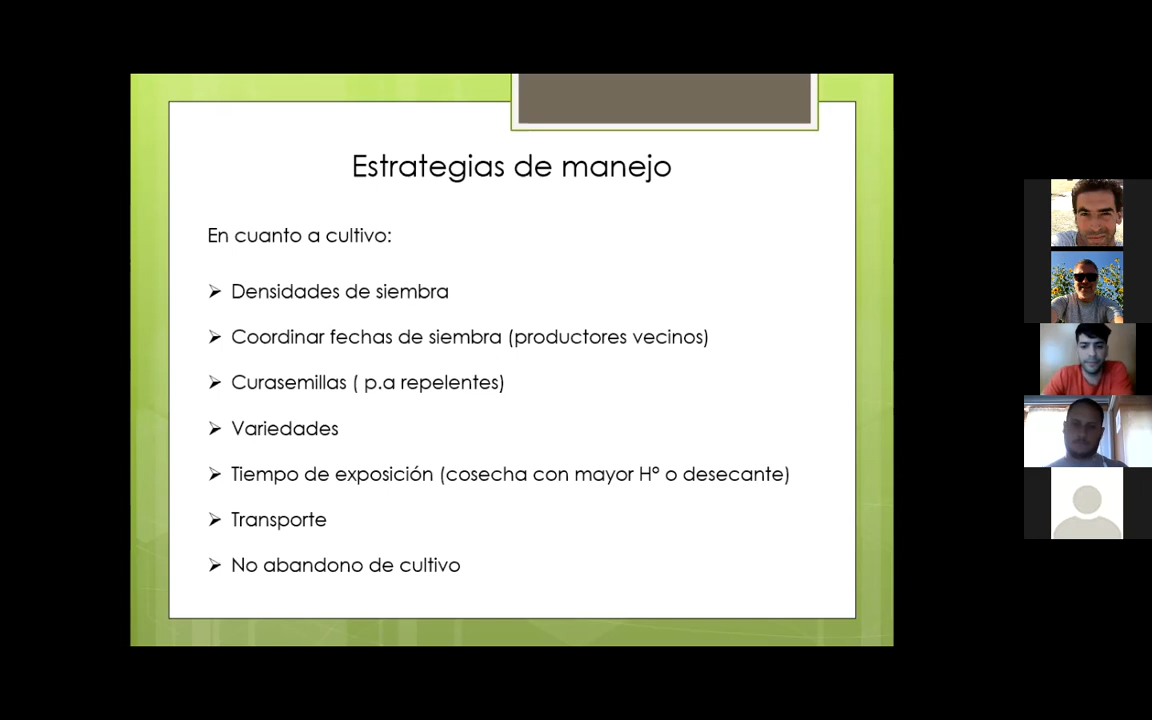 Estrategias de manejo
En cuanto a cultivo:
➢ Densidades de siembra
➢ Coordinar fechas de siembra (productores vecinos)
➢ Curasemillas ( p.a repelentes)
➢ Variedades
➢ Tiempo de exposición (cosecha con mayor H° o desecante)
➢ Transporte
➢ No abandono de cultivo